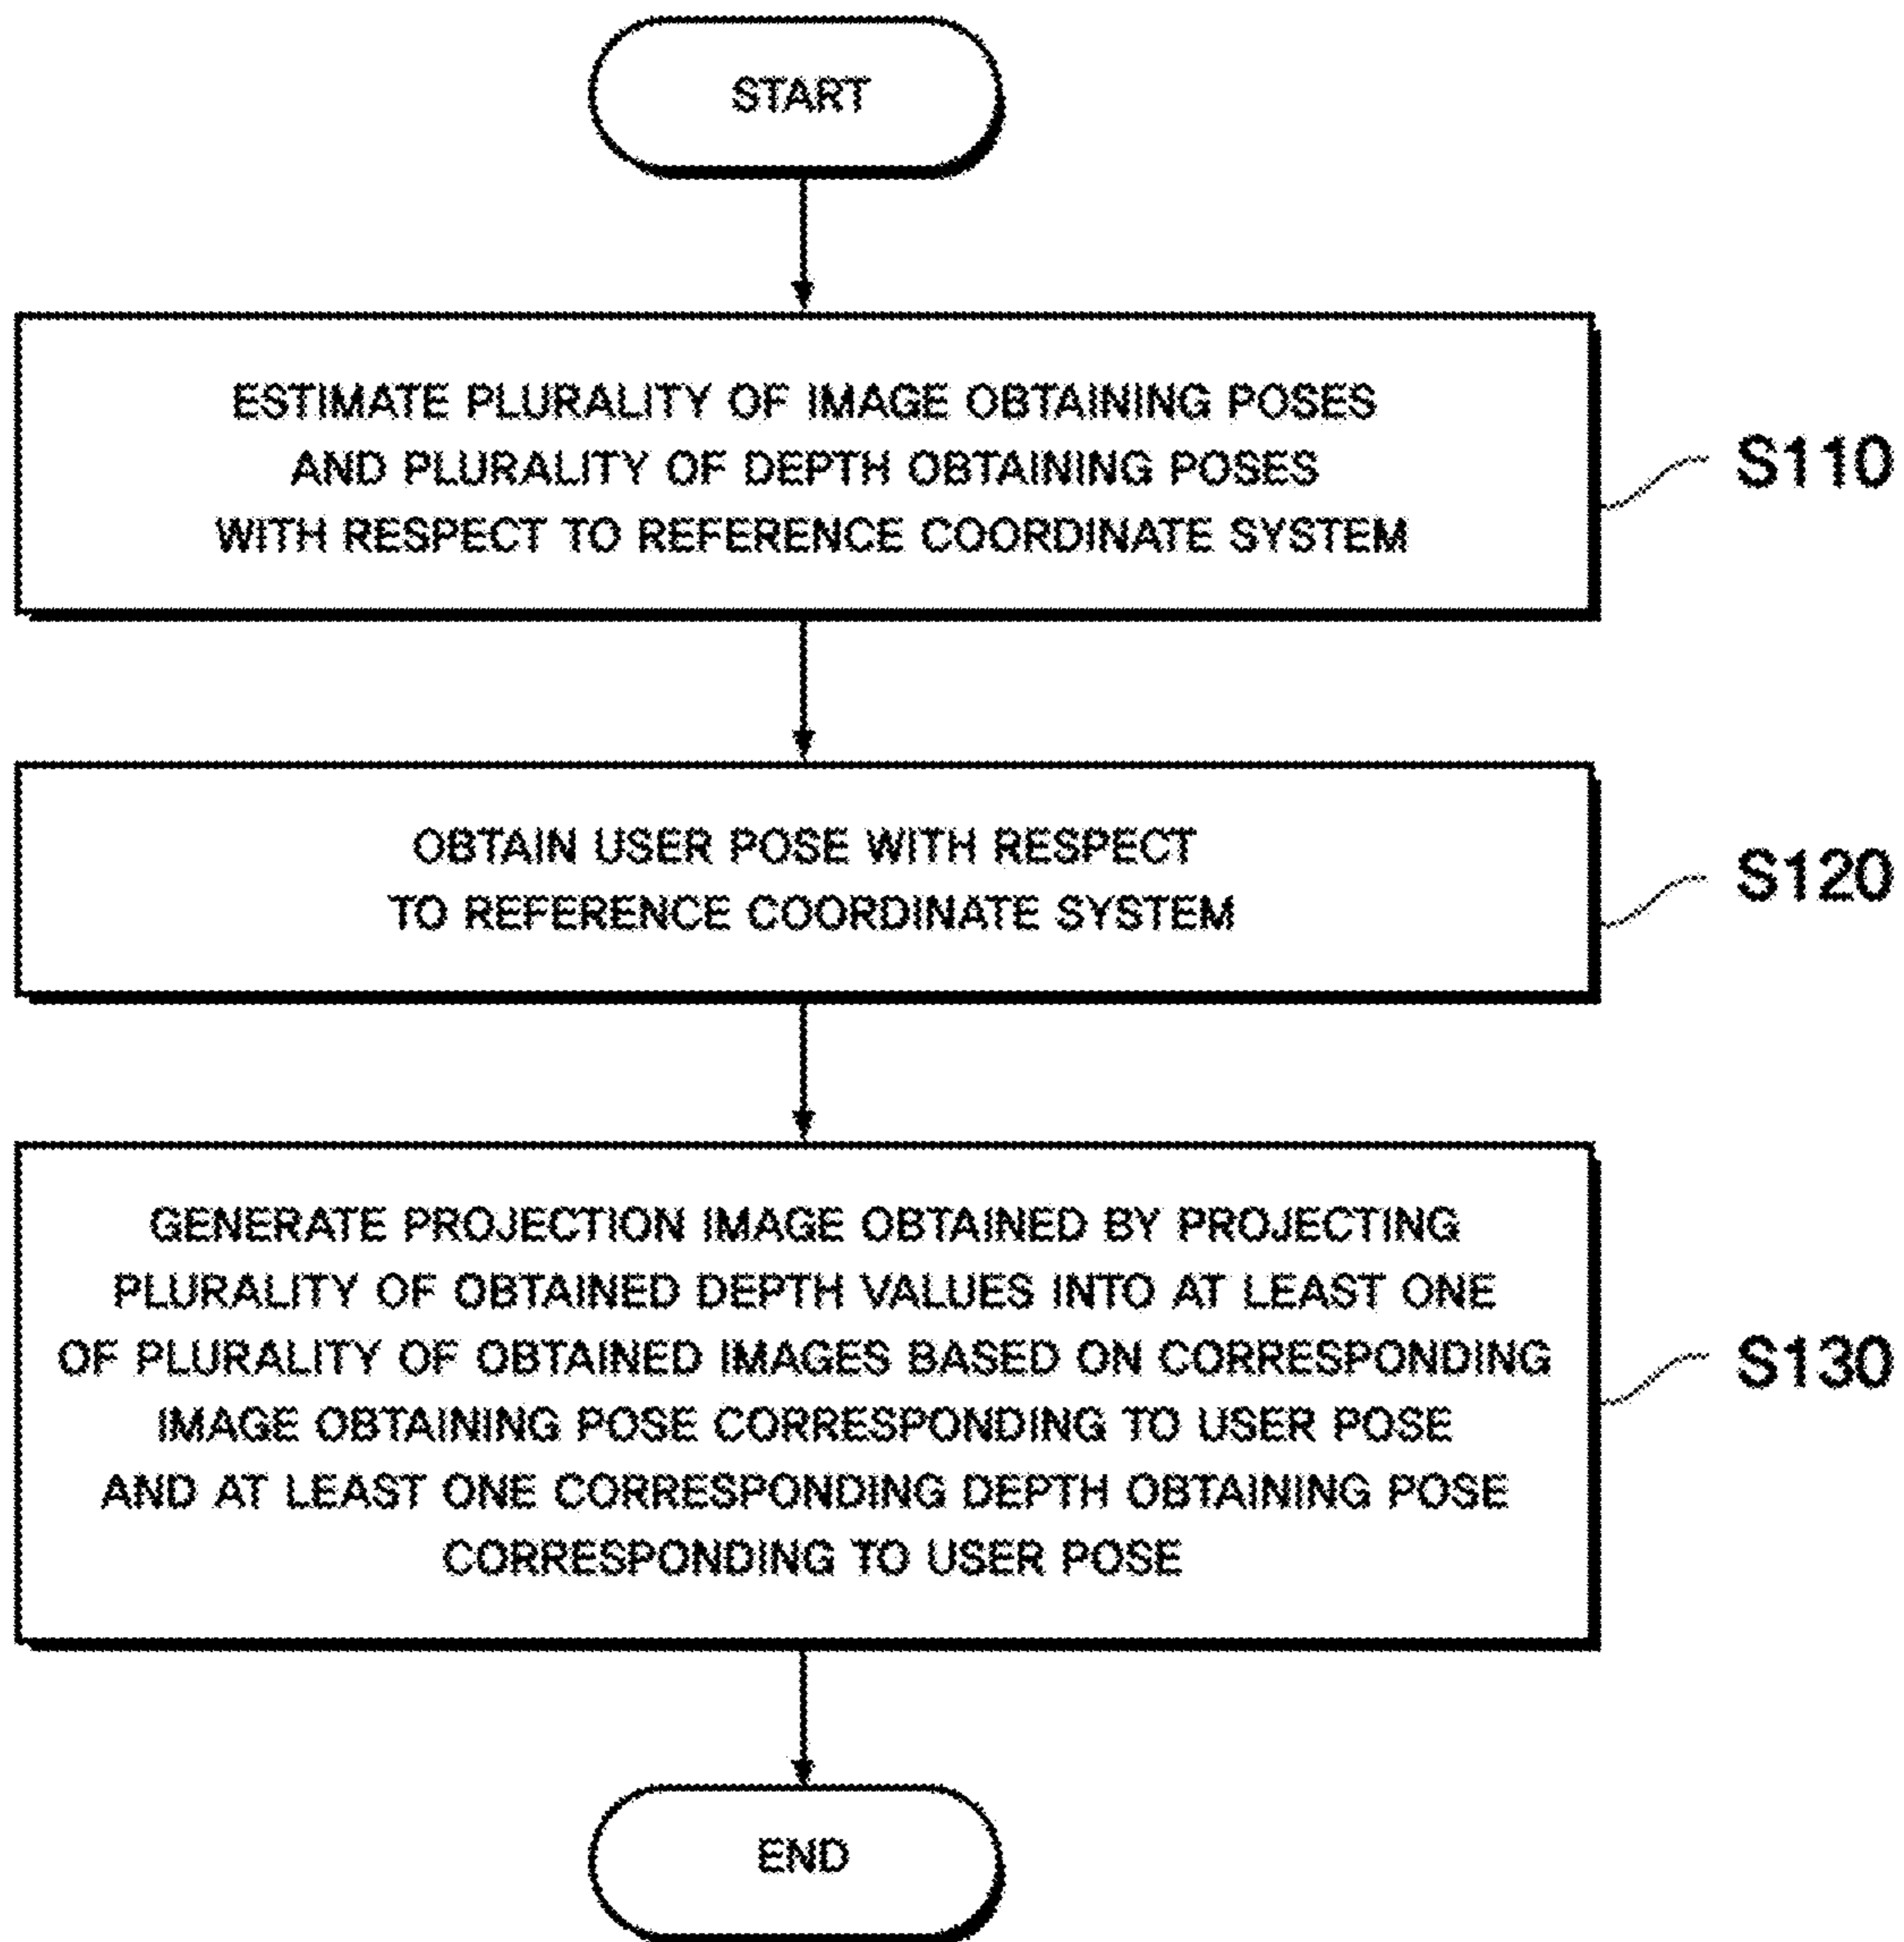 START
ESTIMATE PLURALITY OF IMAGE OBTAINING POSES
AND PLURALITY OF DEPTH OBTAINING POSES
WITH RESPECT TO REFERENCE COORDINATE SYSTEM
S110
OBTAIN USER POSE WITH RESPECT
TO REFERENCE COORDINATE SYSTEM
S120
GENERATE PROJECTION IMAGE OBTAINED BY PROJECTING
PLURALITY OF OBTAINED DEPTH VALUES INTO AT LEAST ONE
OF PLURALITY OF OBTAINED IMAGES BASED ON CORRESPONDING
IMAGE OBTAINING POSE CORRESPONDING TO USER POSE
AND AT LEAST ONE CORRESPONDING DEPTH OBTAINING POSE
CORRESPONDING TO USER POSE
S130
END